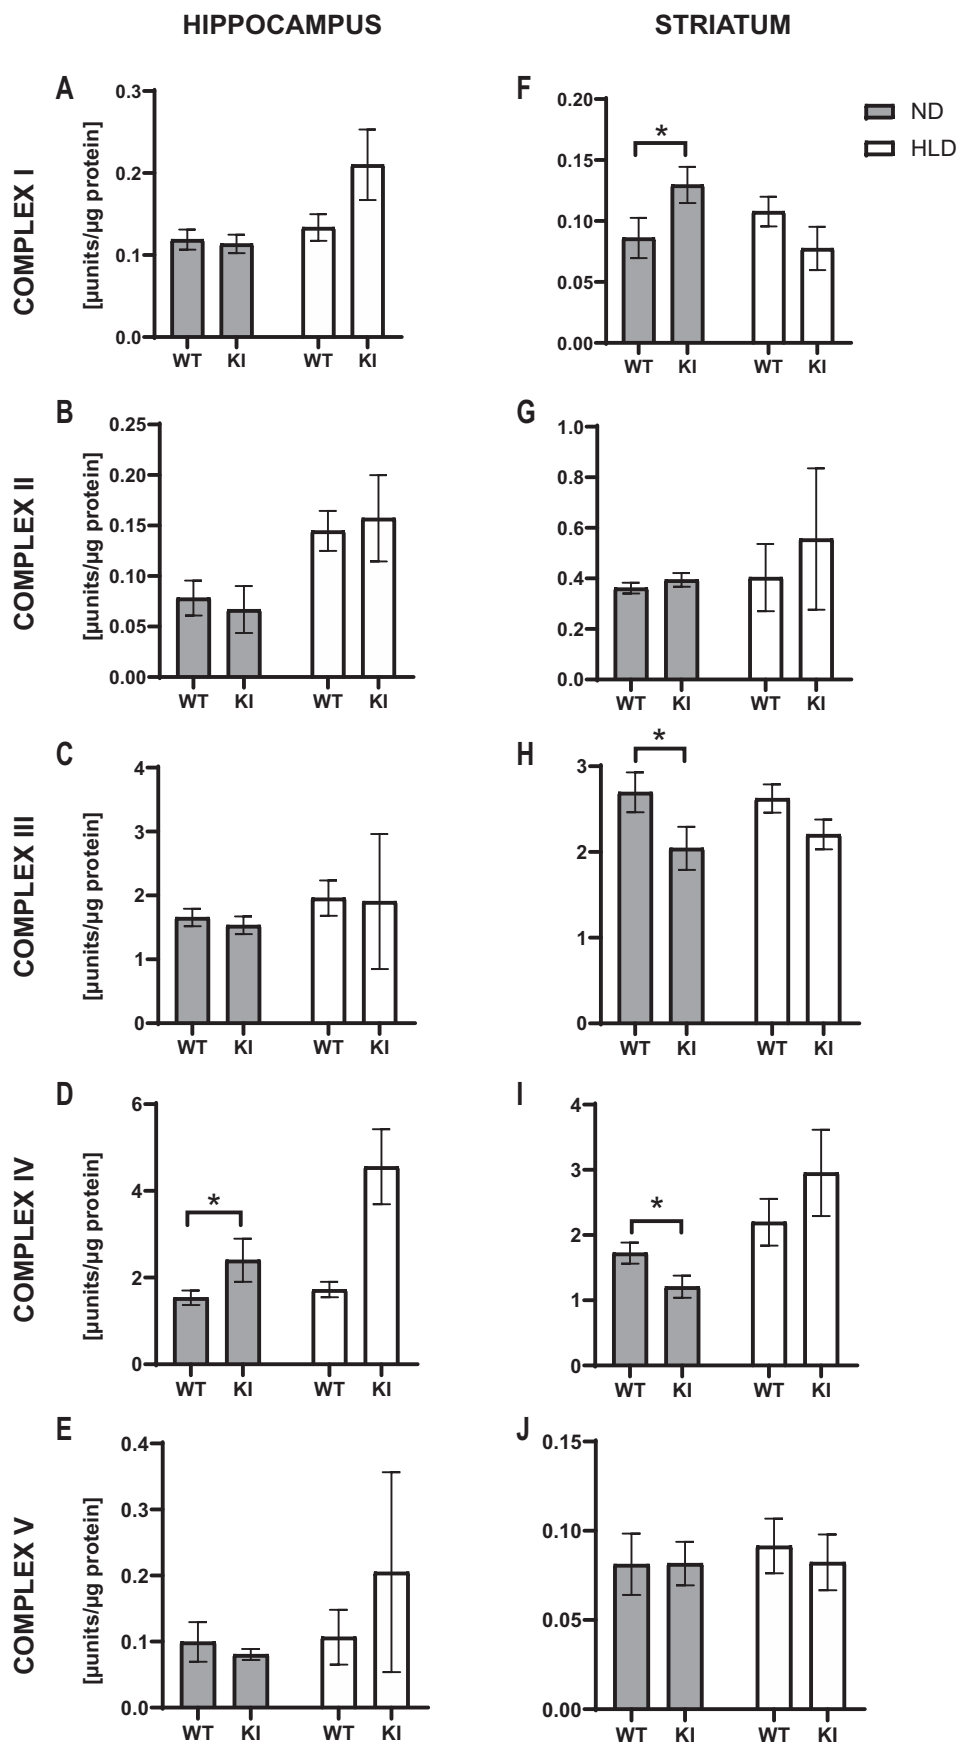 HIPPOCAMPUS STRIATUM
A
COMPLEX I
[µunits/µg protein]
0.3
0.2
0.1
0.0
WT KI WT KI
F
0.20
0.15
0.10
0.05
0.00
*
WT KI WT KI
ND
HLD
B
COMPLEX II
[µunits/µg protein]
0.25
0.20
0.15
0.10
0.05
0.00
WT KI WT KI
G
1.0
0.8
0.6
0.4
0.2
0.0
WT KI WT KI
C
COMPLEX III
[µunits/µg protein]
4
3
2
1
0
WT KI WT KI
H
3
2
1
0
*
WT KI WT KI
D
COMPLEX IV
[µunits/µg protein]
6
4
2
0
*
WT KI WT KI
I
4
3
2
1
0
*
WT KI WT KI
E
COMPLEX V
[µunits/µg protein]
0.4
0.3
0.2
0.1
0.0
WT KI WT KI
J
0.15
0.10
0.05
0.00
WT KI WT KI